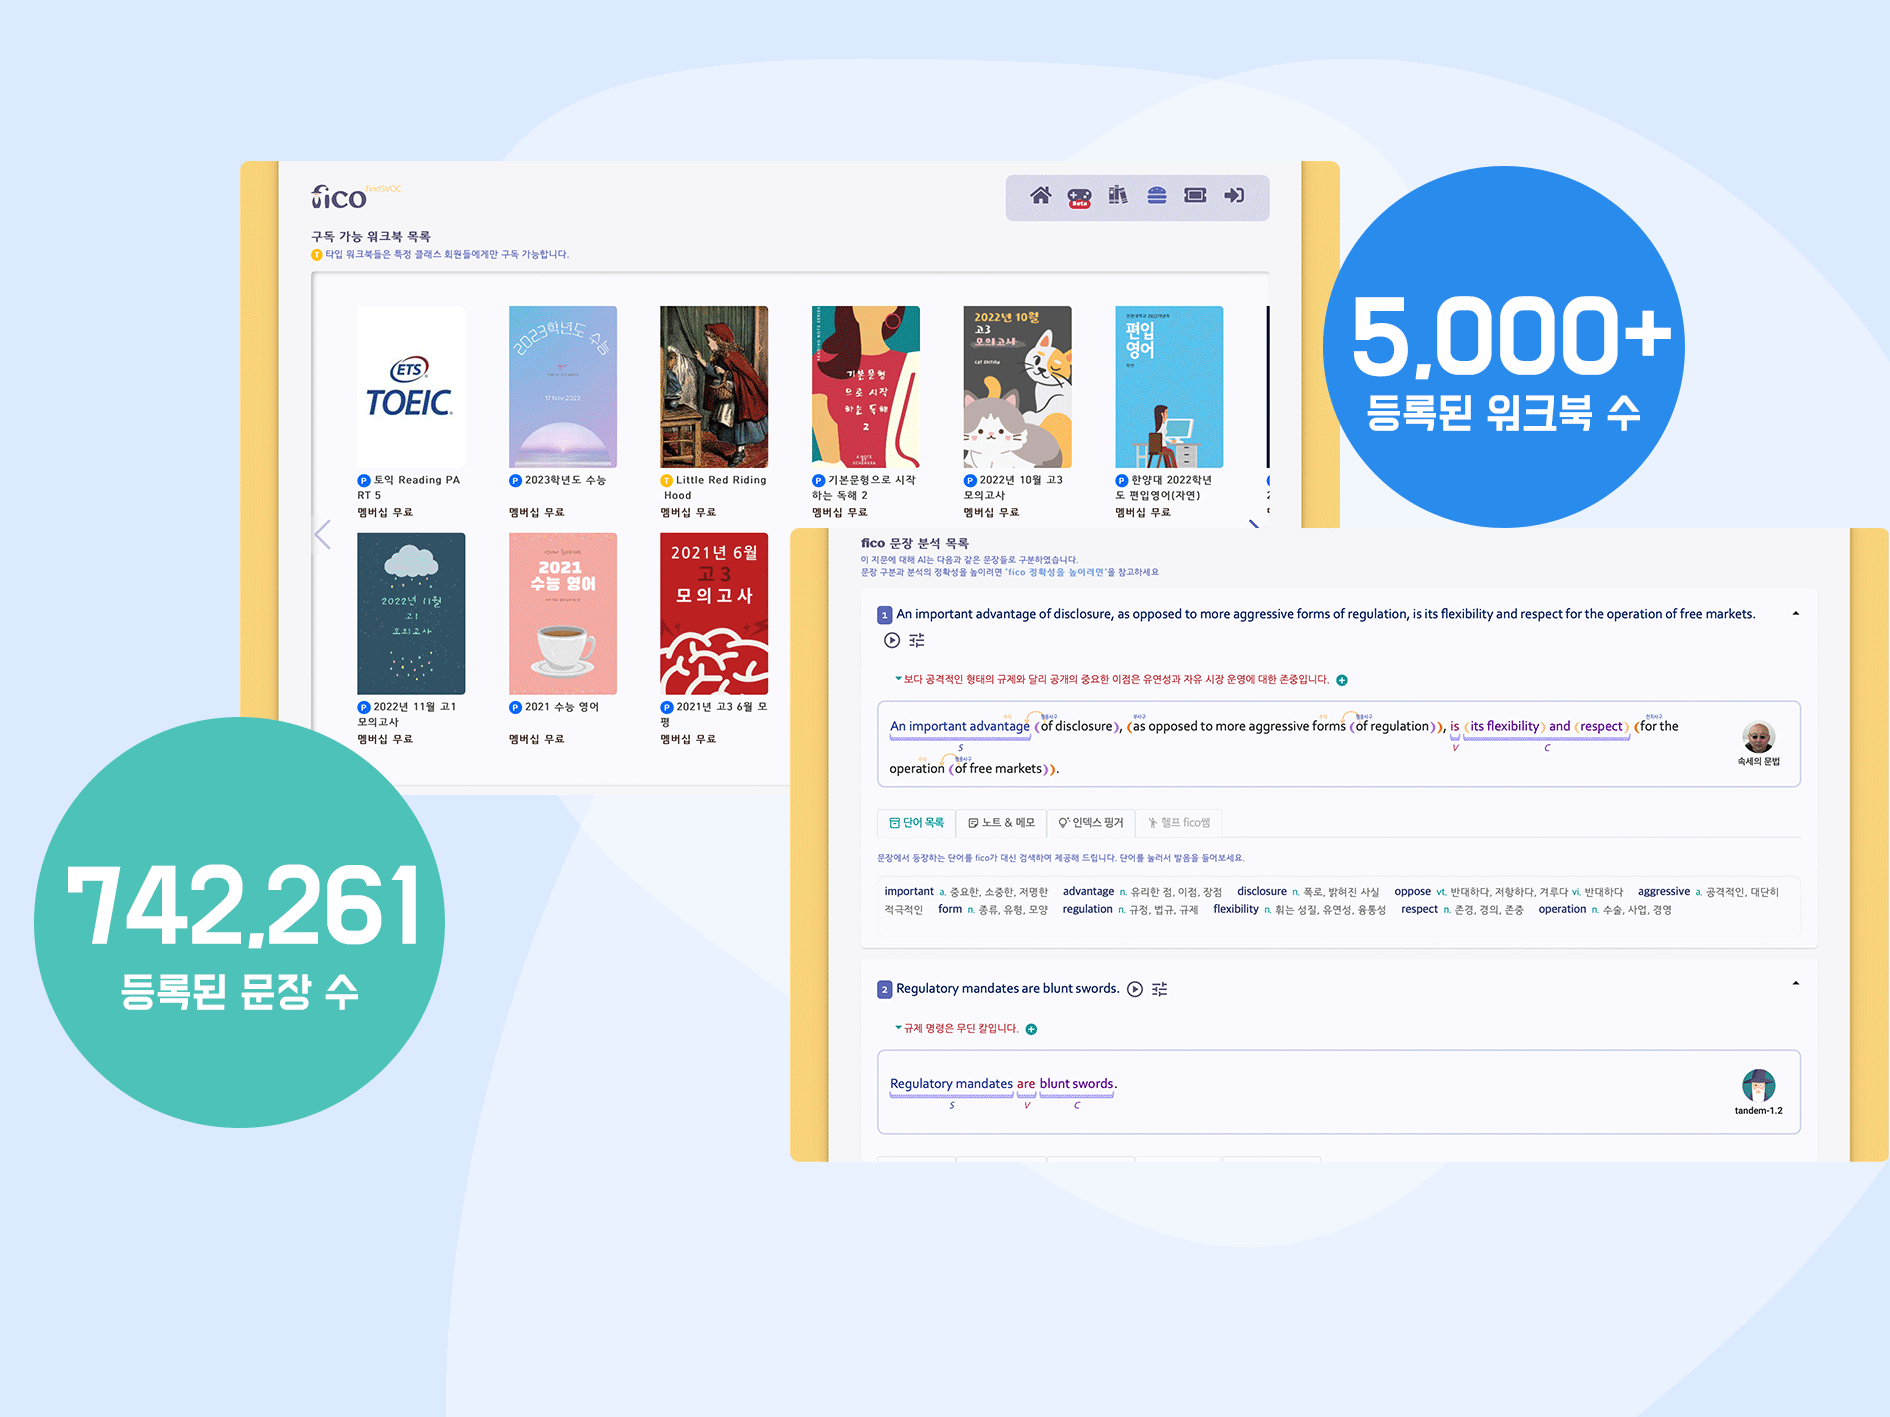 fico findSVOC
Beta
구독 가능 워크북 목록
T 타입 워크북들은 특정 클래스 회원들에게만 구독 가능합니다.
5,000+
등록된 워크북 수
ETS
TOEIC
2023학년도 수능
17 Nov 2022
기본문형
으로 시작
하는 독해
2
2022년 10월
고3
모의고사
CAT EDITION
편입
영어
P 토익 Reading PA
RT 5
멤버십 무료
P 2023학년도 수능
멤버십 무료
T Little Red Riding
Hood
멤버십 무료
P 기본문형으로 시작
하는 독해 2
멤버십 무료
P 2022년 10월 고3
모의고사
멤버십 무료
P 한양대 2022학년
도 편입영어(자연)
멤버십 무료
2022년 11월
고1
모의고사
2021
수능 영어
2021년 6월
고3
모의고사
P 2022년 11월 고1
모의고사
멤버십 무료
P 2021 수능 영어
멤버십 무료
P 2021년 고3 6월 모
평
멤버십 무료
742,261
등록된 문장 수
fico 문장 분석 목록
이 지문에 대해 AI는 다음과 같은 문장들로 구분하였습니다.
문장 구분과 분석의 정확성을 높이려면 'fico 정확성을 높이려면'을 참고하세요
1 An important advantage of disclosure, as opposed to more aggressive forms of regulation, is its flexibility and respect for the operation of free markets.
보다 공격적인 형태의 규제와 달리 공개의 중요한 이점은 유연성과 자유 시장 운영에 대한 존중입니다.
An important advantage (of disclosure), (as opposed to more aggressive forms (of regulation)), is (its flexibility) and (respect) (for the
S V C
operation (of free markets)).
속세의 문법
단어 목록 노트 & 메모 인덱스 핑거 헬프 fico쌤
문장에서 등장하는 단어를 fico가 대신 검색하여 제공해 드립니다. 단어를 눌러서 발음을 들어보세요.
important a. 중요한, 소중한, 저명한 advantage n. 유리한 점, 이점, 장점 disclosure n. 폭로, 밝혀진 사실 oppose vt. 반대하다, 저항하다, 겨루다 vi. 반대하다 aggressive a. 공격적인, 대단히
적극적인 form n. 종류, 유형, 모양 regulation n. 규정, 법규, 규제 flexibility n. 휘는 성질, 유연성, 융통성 respect n. 존경, 경의, 존중 operation n. 수술, 사업, 경영
2 Regulatory mandates are blunt swords.
규제 명령은 무딘 칼입니다.
Regulatory mandates are blunt swords.
S V C
tandem-1.2